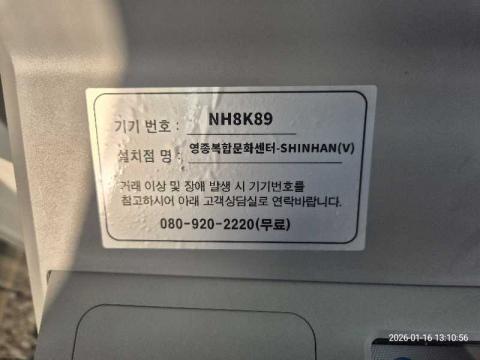 기기 번호 : NH8K89
설치점 명 : 영종복합문화센터-SHINHAN(V)
거래 이상 및 장애 발생 시 기기번호를
참고하시어 아래 고객상담실로 연락바랍니다.
080-920-2220(무료)
2026-01-16 13:10:56